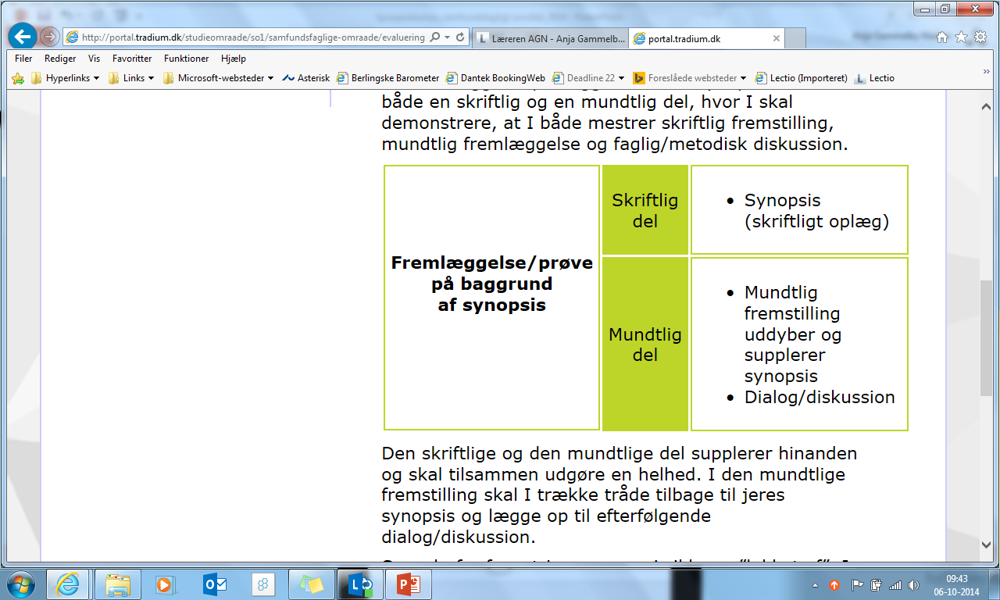 http://portal.tradium.dk/studieomraade/so1/samfundsfaglige-omraade/evaluering
Læreren AGN - Anja Gammelb...
portal.tradium.dk
Filer Rediger Vis Favoritter Funktioner Hjælp
Hyperlinks Links Microsoft-websteder Asterisk Berlingske Barometer Dantek BookingWeb Deadline 22 Foreslåede websteder Lectio (Importeret) Lectio
både en skriftlig og en mundtlig del, hvor I skal
demonstrere, at I både mestrer skriftlig fremstilling,
mundtlig fremlæggelse og faglig/metodisk diskussion.
Fremlæggelse/prøve
på baggrund
af synopsis
Skriftlig
del
• Synopsis
(skriftligt oplæg)
Mundtlig
del
• Mundtlig
fremstilling
uddyber og
supplerer
synopsis
• Dialog/diskussion
Den skriftlige og den mundtlige del supplerer hinanden
og skal tilsammen udgøre en helhed. I den mundtlige
fremstilling skal I trække tråde tilbage til jeres
synopsis og lægge op til efterfølgende
dialog/diskussion.
09:43
06-10-2014